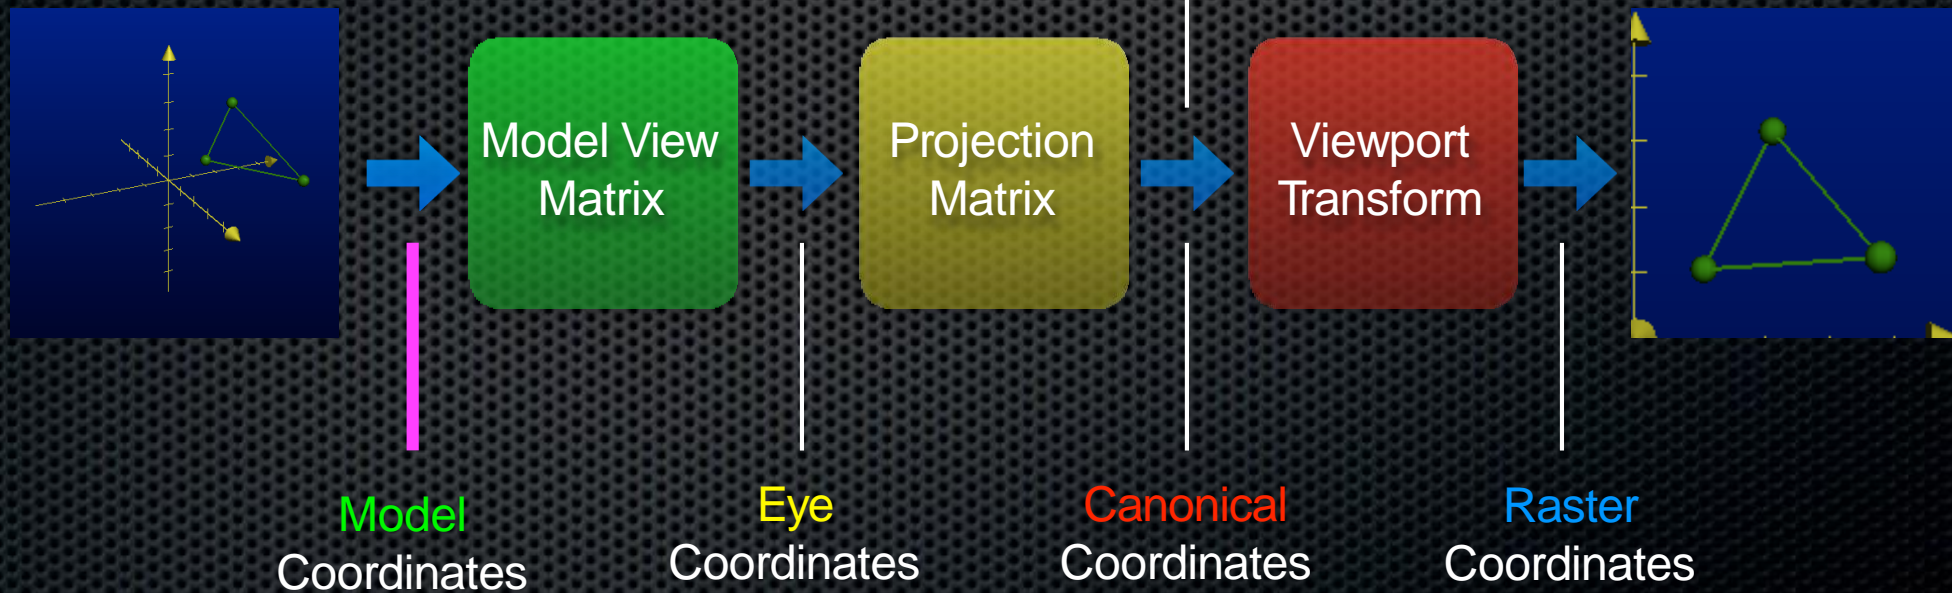 Model View
Matrix
Projection
Matrix
Viewport
Transform
Model
Coordinates
Eye
Coordinates
Canonical
Coordinates
Raster
Coordinates